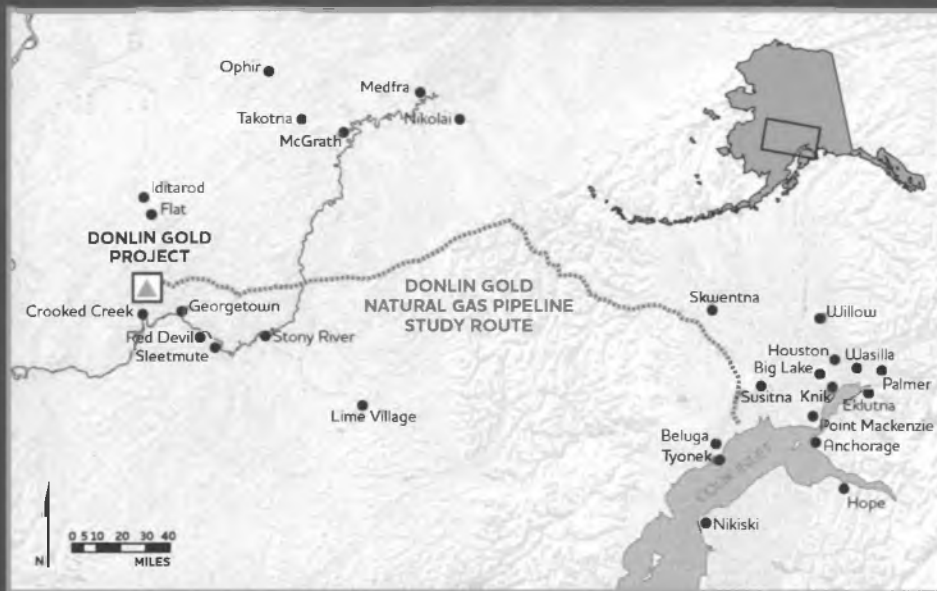 Ophir
Medfra
Takotna
McGrath
Nikolai
Iditarod
Flat
DONLIN GOLD
PROJECT
Crooked Creek
Georgetown
Red Devil
Sleetmute
Stony River
DONLIN GOLD
NATURAL GAS PIPELINE
STUDY ROUTE
Skwentna
Willow
Houston
Wasilla
Big Lake
Palmer
Susitna
Knik
Eklutna
Lime Village
Point Mackenzie
Beluga
Anchorage
Tyonek
COOK INLET
Hope
Nikiski
N
0 5 10 20 30 40
MILES